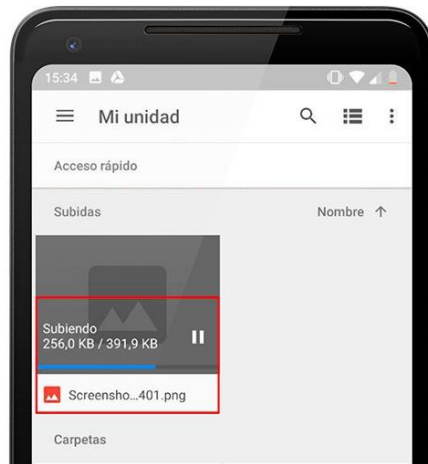 15:34
Mi unidad
Acceso rápido
Subidas
Nombre
Subiendo
256,0 KB / 391,9 KB
Screensho...401.png
Carpetas